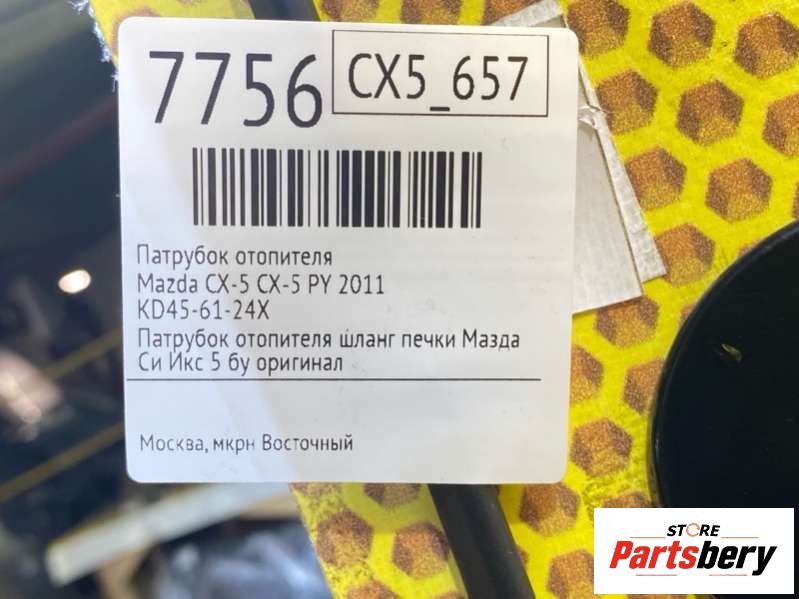 7756 CX5_657
Патрубок отопителя
Mazda CX-5 CX-5 PY 2011
KD45-61-24X
Патрубок отопителя шланг печки Мазда
Си Икс 5 бу оригинал
Москва, мкрн Восточный
STORE
Partsbery